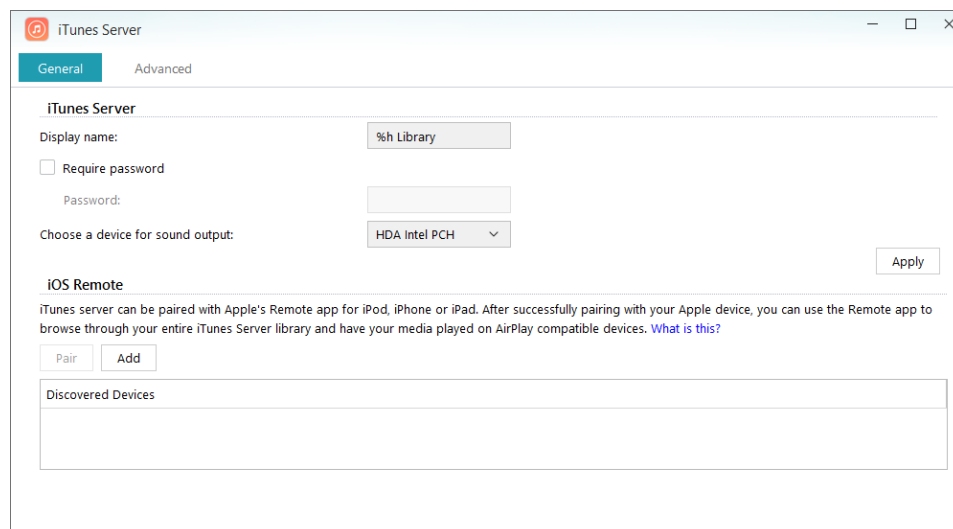 iTunes Server
General Advanced
iTunes Server
Display name: %h Library
Require password
Password:
Choose a device for sound output: HDA Intel PCH
Apply
iOS Remote
iTunes server can be paired with Apple's Remote app for iPod, iPhone or iPad. After successfully pairing with your Apple device, you can use the Remote app to
browse through your entire iTunes Server library and have your media played on AirPlay compatible devices. What is this?
Pair Add
Discovered Devices